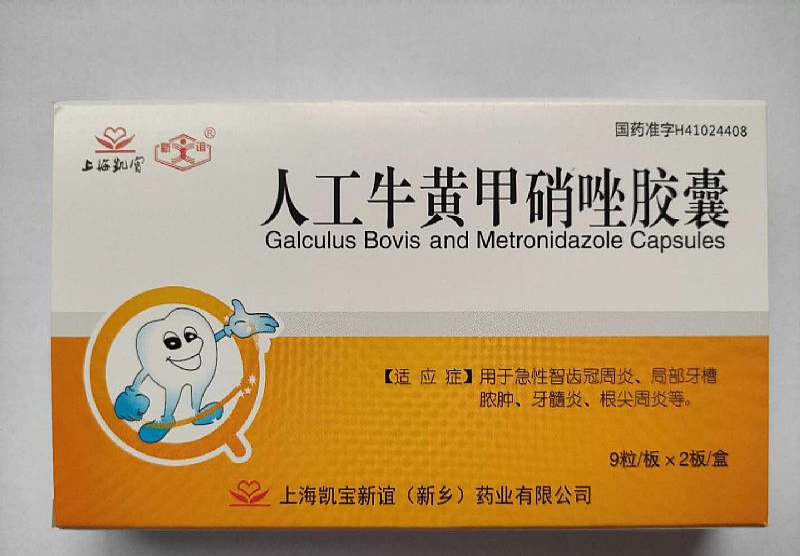 国药准字H41024408
上海凯宝
新谊®
人工牛黄甲硝唑胶囊
Galculus Bovis and Metronidazole Capsules
【适 应 症】用于急性智齿冠周炎、局部牙槽
脓肿、牙髓炎、根尖周炎等。
9粒/板×2板/盒
上海凯宝新谊（新乡）药业有限公司